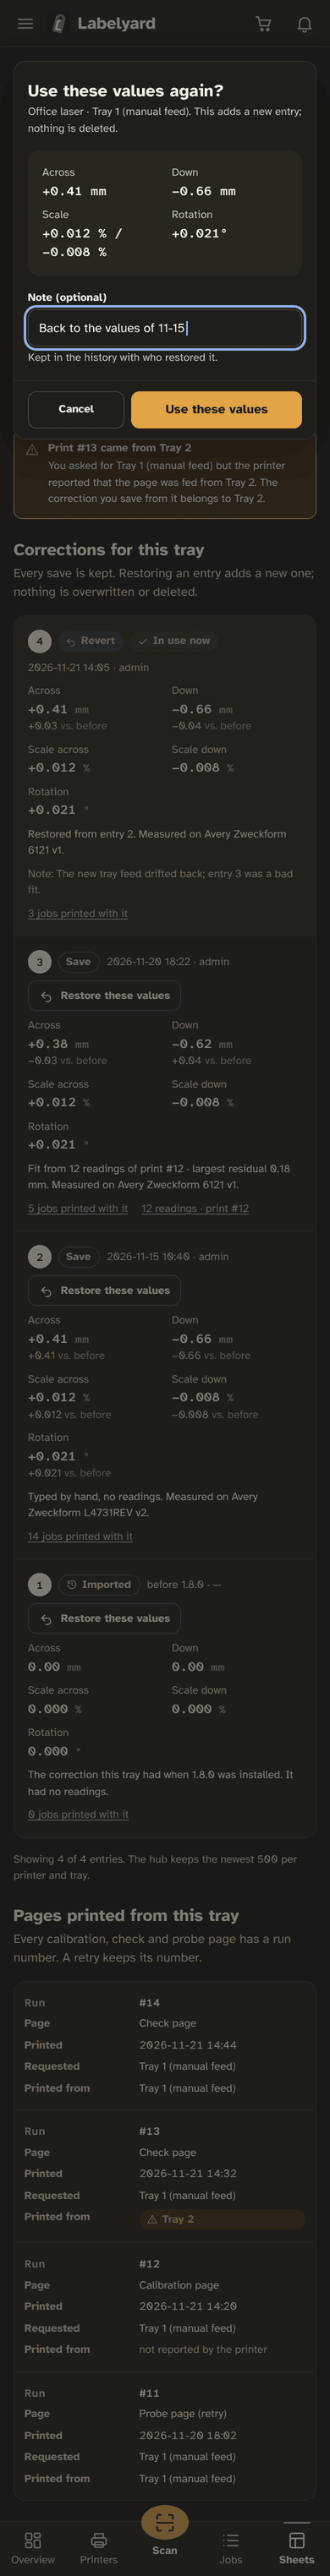 Labelyard
Use these values again?
Office laser · Tray 1 (manual feed). This adds a new entry;
nothing is deleted.
Across
Down
+0.41 mm
−0.66 mm
Scale
Rotation
+0.012 % /
+0.021°
−0.008 %
Note (optional)
Back to the values of 11-15
Kept in the history with who restored it.
Cancel
Use these values
Print #13 came from Tray 2
You asked for Tray 1 (manual feed) but the printer
reported that the page was fed from Tray 2. The
correction you save from it belongs to Tray 2.
Corrections for this tray
Every save is kept. Restoring an entry adds a new one;
nothing is overwritten or deleted.
4 Revert In use now
2026-11-21 14:05 · admin
Across
Down
+0.41 mm
−0.66 mm
+0.03 vs. before
−0.04 vs. before
Scale across
Scale down
+0.012 %
−0.008 %
Rotation
+0.021 °
Restored from entry 2. Measured on Avery Zweckform
6121 v1.
Note: The new tray feed drifted back; entry 3 was a bad
fit.
3 jobs printed with it
3 Save 2026-11-20 18:22 · admin
Restore these values
Across
Down
+0.38 mm
−0.62 mm
−0.03 vs. before
+0.04 vs. before
Scale across
Scale down
+0.012 %
−0.008 %
Rotation
+0.021 °
Fit from 12 readings of print #12 · largest residual 0.18
mm. Measured on Avery Zweckform 6121 v1.
5 jobs printed with it 12 readings · print #12
2 Save 2026-11-15 10:40 · admin
Restore these values
Across
Down
+0.41 mm
−0.66 mm
+0.41 vs. before
−0.66 vs. before
Scale across
Scale down
+0.012 %
−0.008 %
+0.012 vs. before
−0.008 vs. before
Rotation
+0.021 °
+0.021 vs. before
Typed by hand, no readings. Measured on Avery
Zweckform L4731REV v2.
14 jobs printed with it
1 Imported before 1.8.0 · —
Restore these values
Across
Down
0.00 mm
0.00 mm
Scale across
Scale down
0.000 %
0.000 %
Rotation
0.000 °
The correction this tray had when 1.8.0 was installed. It
had no readings.
0 jobs printed with it
Showing 4 of 4 entries. The hub keeps the newest 500 per
printer and tray.
Pages printed from this tray
Every calibration, check and probe page has a run
number. A retry keeps its number.
Run #14
Page Check page
Printed 2026-11-21 14:44
Requested Tray 1 (manual feed)
Printed from Tray 1 (manual feed)
Run #13
Page Check page
Printed 2026-11-21 14:32
Requested Tray 1 (manual feed)
Printed from Tray 2
Run #12
Page Calibration page
Printed 2026-11-21 14:20
Requested Tray 1 (manual feed)
Printed from not reported by the printer
Run #11
Page Probe page (retry)
Printed 2026-11-20 18:02
Requested Tray 1 (manual feed)
Printed from Tray 1 (manual feed)
Overview
Printers
Scan
Jobs
Sheets